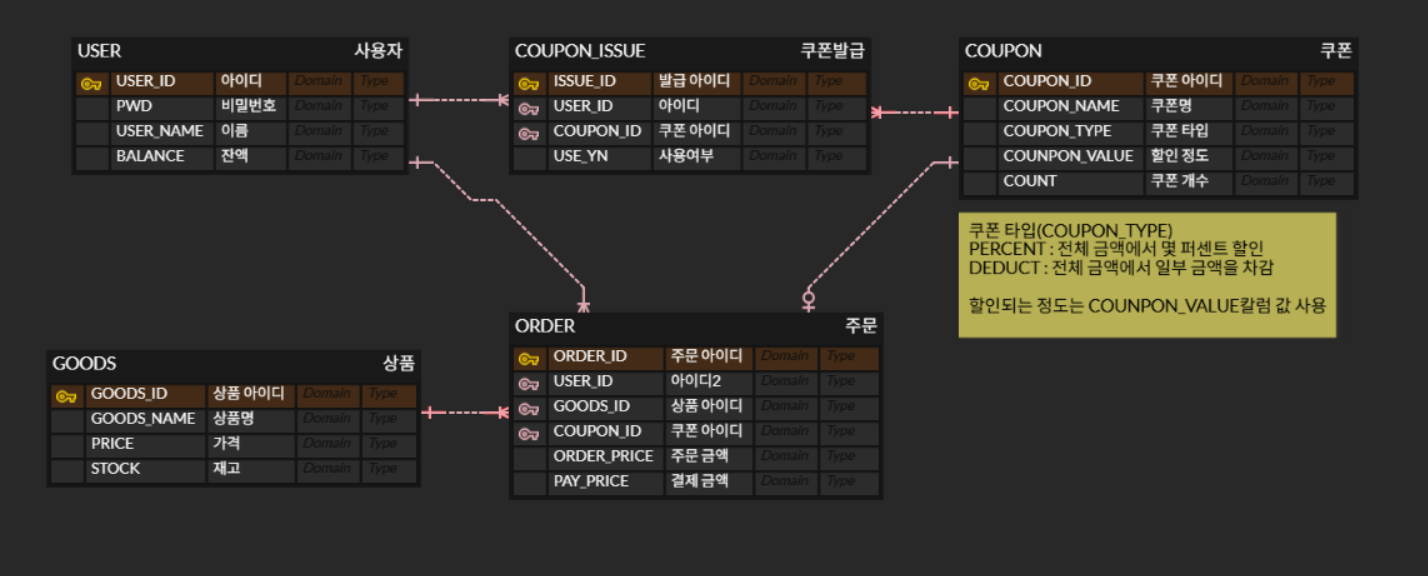 USER 사용자
USER_ID 아이디 Domain Type
PWD 비밀번호 Domain Type
USER_NAME 이름 Domain Type
BALANCE 잔액 Domain Type
COUPON_ISSUE 쿠폰발급
ISSUE_ID 발급 아이디 Domain Type
USER_ID 아이디 Domain Type
COUPON_ID 쿠폰 아이디 Domain Type
USE_YN 사용여부 Domain Type
COUPON 쿠폰
COUPON_ID 쿠폰 아이디 Domain Type
COUPON_NAME 쿠폰명 Domain Type
COUPON_TYPE 쿠폰 타입 Domain Type
COUNPON_VALUE 할인 정도 Domain Type
COUNT 쿠폰 개수 Domain Type
쿠폰 타입(COUPON_TYPE)
PERCENT : 전체 금액에서 몇 퍼센트 할인
DEDUCT : 전체 금액에서 일부 금액을 차감
할인되는 정도는 COUNPON_VALUE칼럼 값 사용
GOODS 상품
GOODS_ID 상품 아이디 Domain Type
GOODS_NAME 상품명 Domain Type
PRICE 가격 Domain Type
STOCK 재고 Domain Type
ORDER 주문
ORDER_ID 주문 아이디 Domain Type
USER_ID 아이디2 Domain Type
GOODS_ID 상품 아이디 Domain Type
COUPON_ID 쿠폰 아이디 Domain Type
ORDER_PRICE 주문 금액 Domain Type
PAY_PRICE 결제 금액 Domain Type